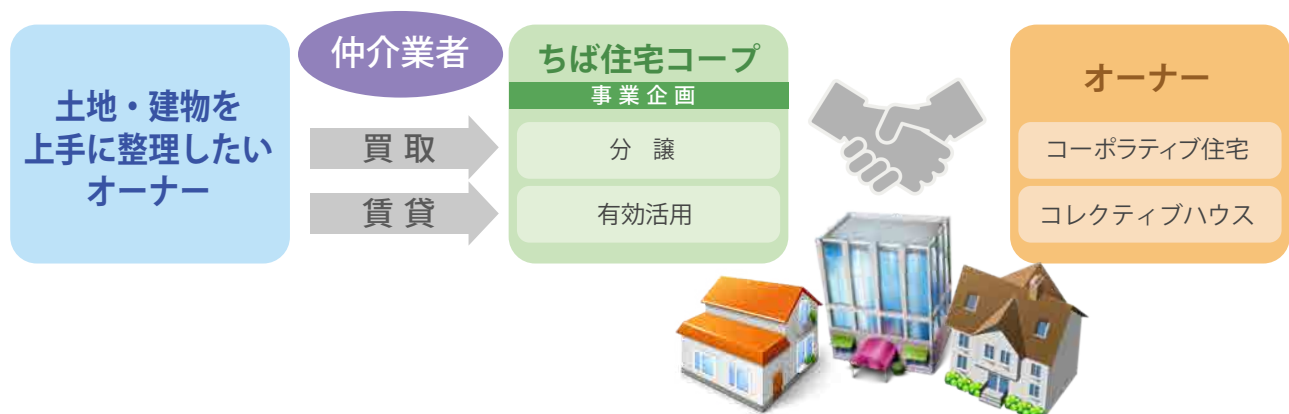 土地・建物を
上手に整理したい
オーナー
仲介業者
買取
賃貸
ちば住宅コープ
事業企画
分　譲
有効活用
オーナー
コーポラティブ住宅
コレクティブハウス